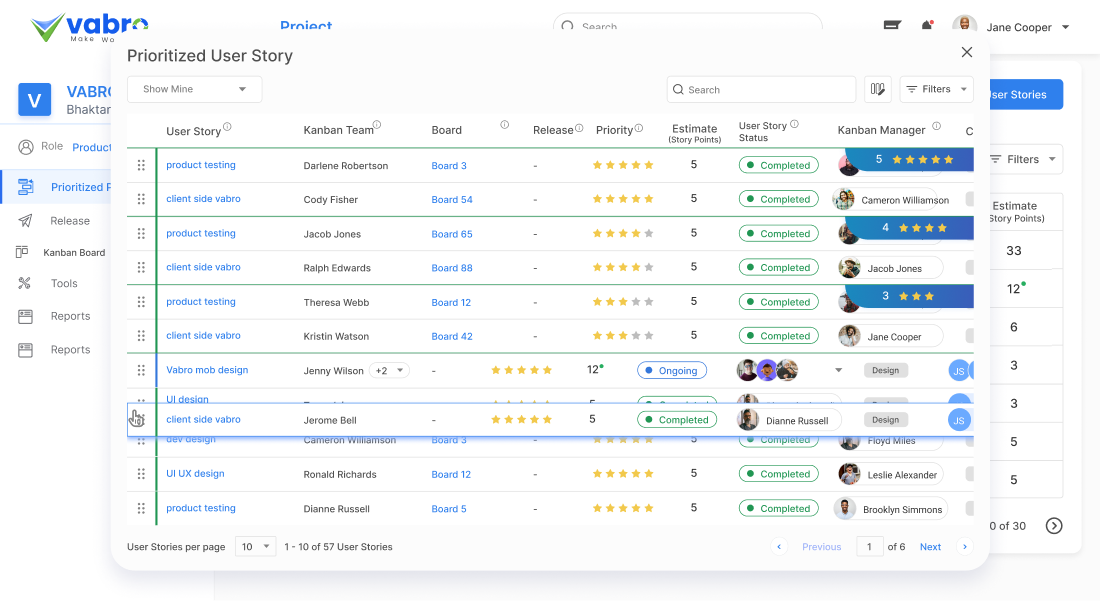 vabro
Make Wo
Project
Search
Jane Cooper
V
VABRO
Bhaktar
User Stories
Role Product
Prioritized P
Release
Kanban Board
Tools
Reports
Reports
Prioritized User Story
Show Mine
Search
Filters
User Story
Kanban Team
Board
Release
Priority
Estimate
(Story Points)
User Story
Status
Kanban Manager
C
product testing Darlene Robertson Board 3 - 5 Completed 5
client side vabro Cody Fisher Board 54 - 5 Completed Cameron Williamson
product testing Jacob Jones Board 65 - 5 Completed 4
client side vabro Ralph Edwards Board 88 - 5 Completed Jacob Jones
product testing Theresa Webb Board 12 - 5 Completed 3
client side vabro Kristin Watson Board 42 - 5 Completed Jane Cooper
Vabro mob design Jenny Wilson +2 - 12 Ongoing Design JS
UI design
client side vabro Jerome Bell - 5 Completed Dianne Russell Design JS
dev design Cameron Williamson Board 3 - 5 Completed Floyd Miles
UI UX design Ronald Richards Board 12 - 5 Completed Leslie Alexander
product testing Dianne Russell Board 5 - 5 Completed Brooklyn Simmons
User Stories per page 10 1 - 10 of 57 User Stories
Previous 1 of 6 Next
Filters
Estimate
Story Points)
33
12
6
3
3
5
5
0 of 30